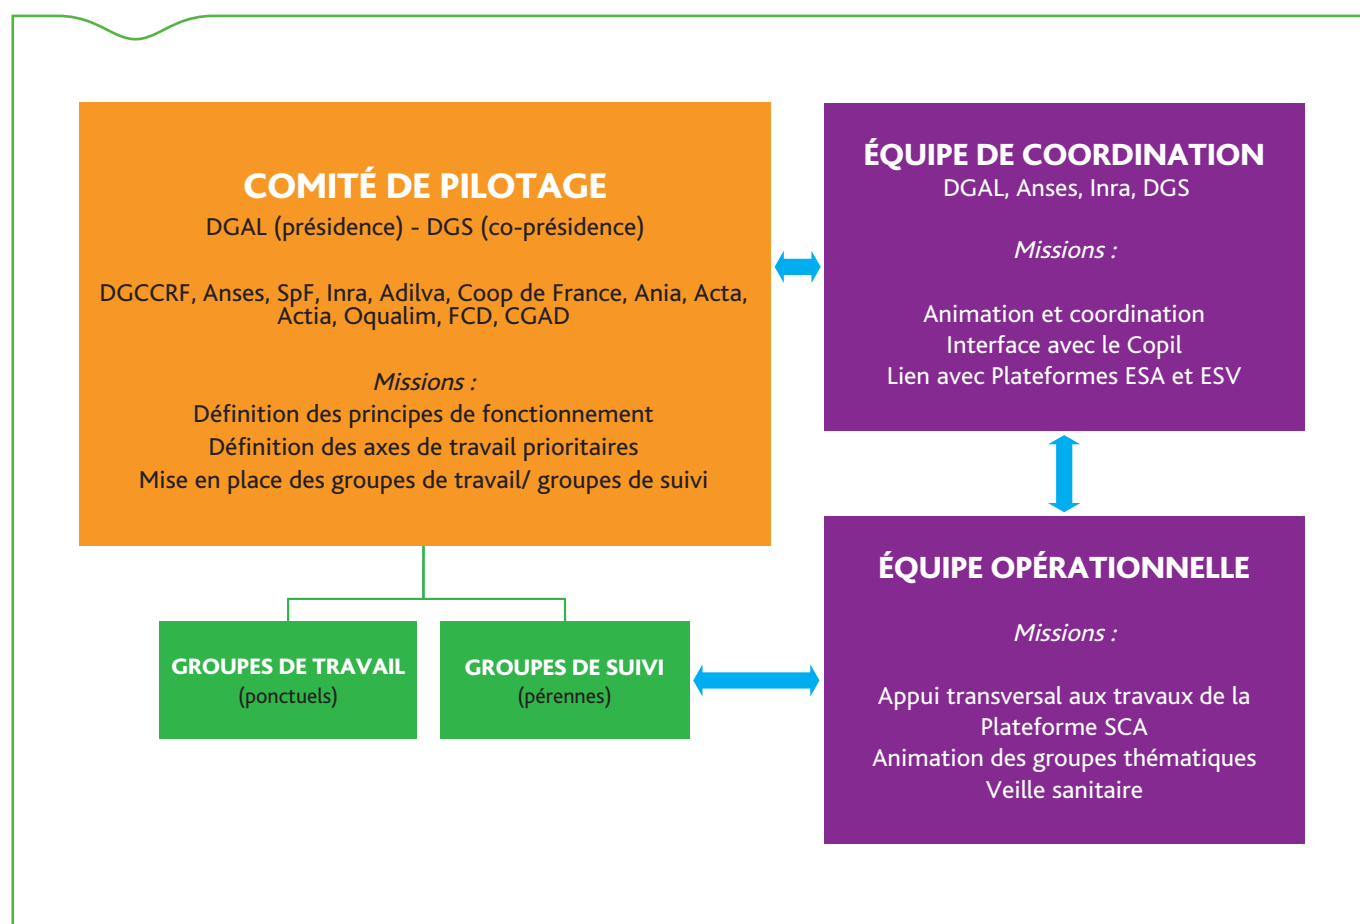 COMITÉ DE PILOTAGE
DGAL (présidence) - DGS (co-présidence)
DGCCRF, Anses, SpF, Inra, Adilva, Coop de France, Ania, Acta,
Actia, Oqualim, FCD, CGAD
Missions :
Définition des principes de fonctionnement
Définition des axes de travail prioritaires
Mise en place des groupes de travail/ groupes de suivi
ÉQUIPE DE COORDINATION
DGAL, Anses, Inra, DGS
Missions :
Animation et coordination
Interface avec le Copil
Lien avec Plateformes ESA et ESV
GROUPES DE TRAVAIL
(ponctuels)
GROUPES DE SUIVI
(pérennes)
ÉQUIPE OPÉRATIONNELLE
Missions :
Appui transversal aux travaux de la
Plateforme SCA
Animation des groupes thématiques
Veille sanitaire